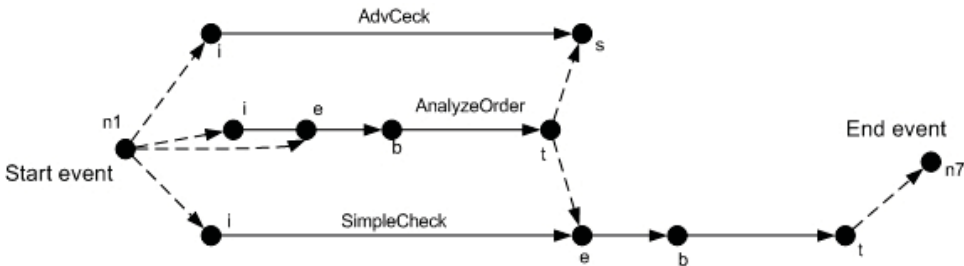 AdvCeck
i
s
n1
i
e
AnalyzeOrder
b
t
End event
n7
Start event
i
SimpleCheck
e
b
t